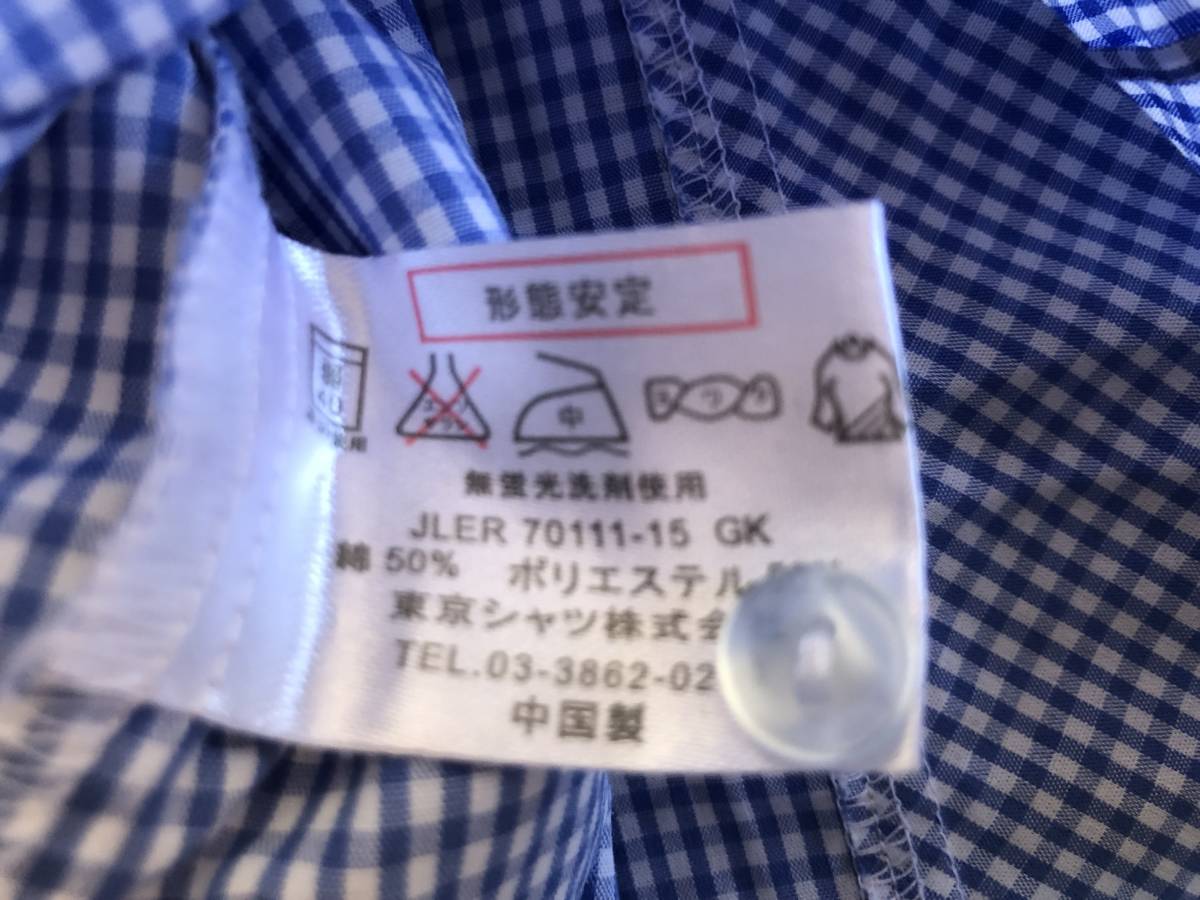 形態安定
中
無蛍光洗剤使用
JLER 70111-15 GK
綿 50% ポリエステル
東京シャツ株式会
TEL.03-3862-02
中国製